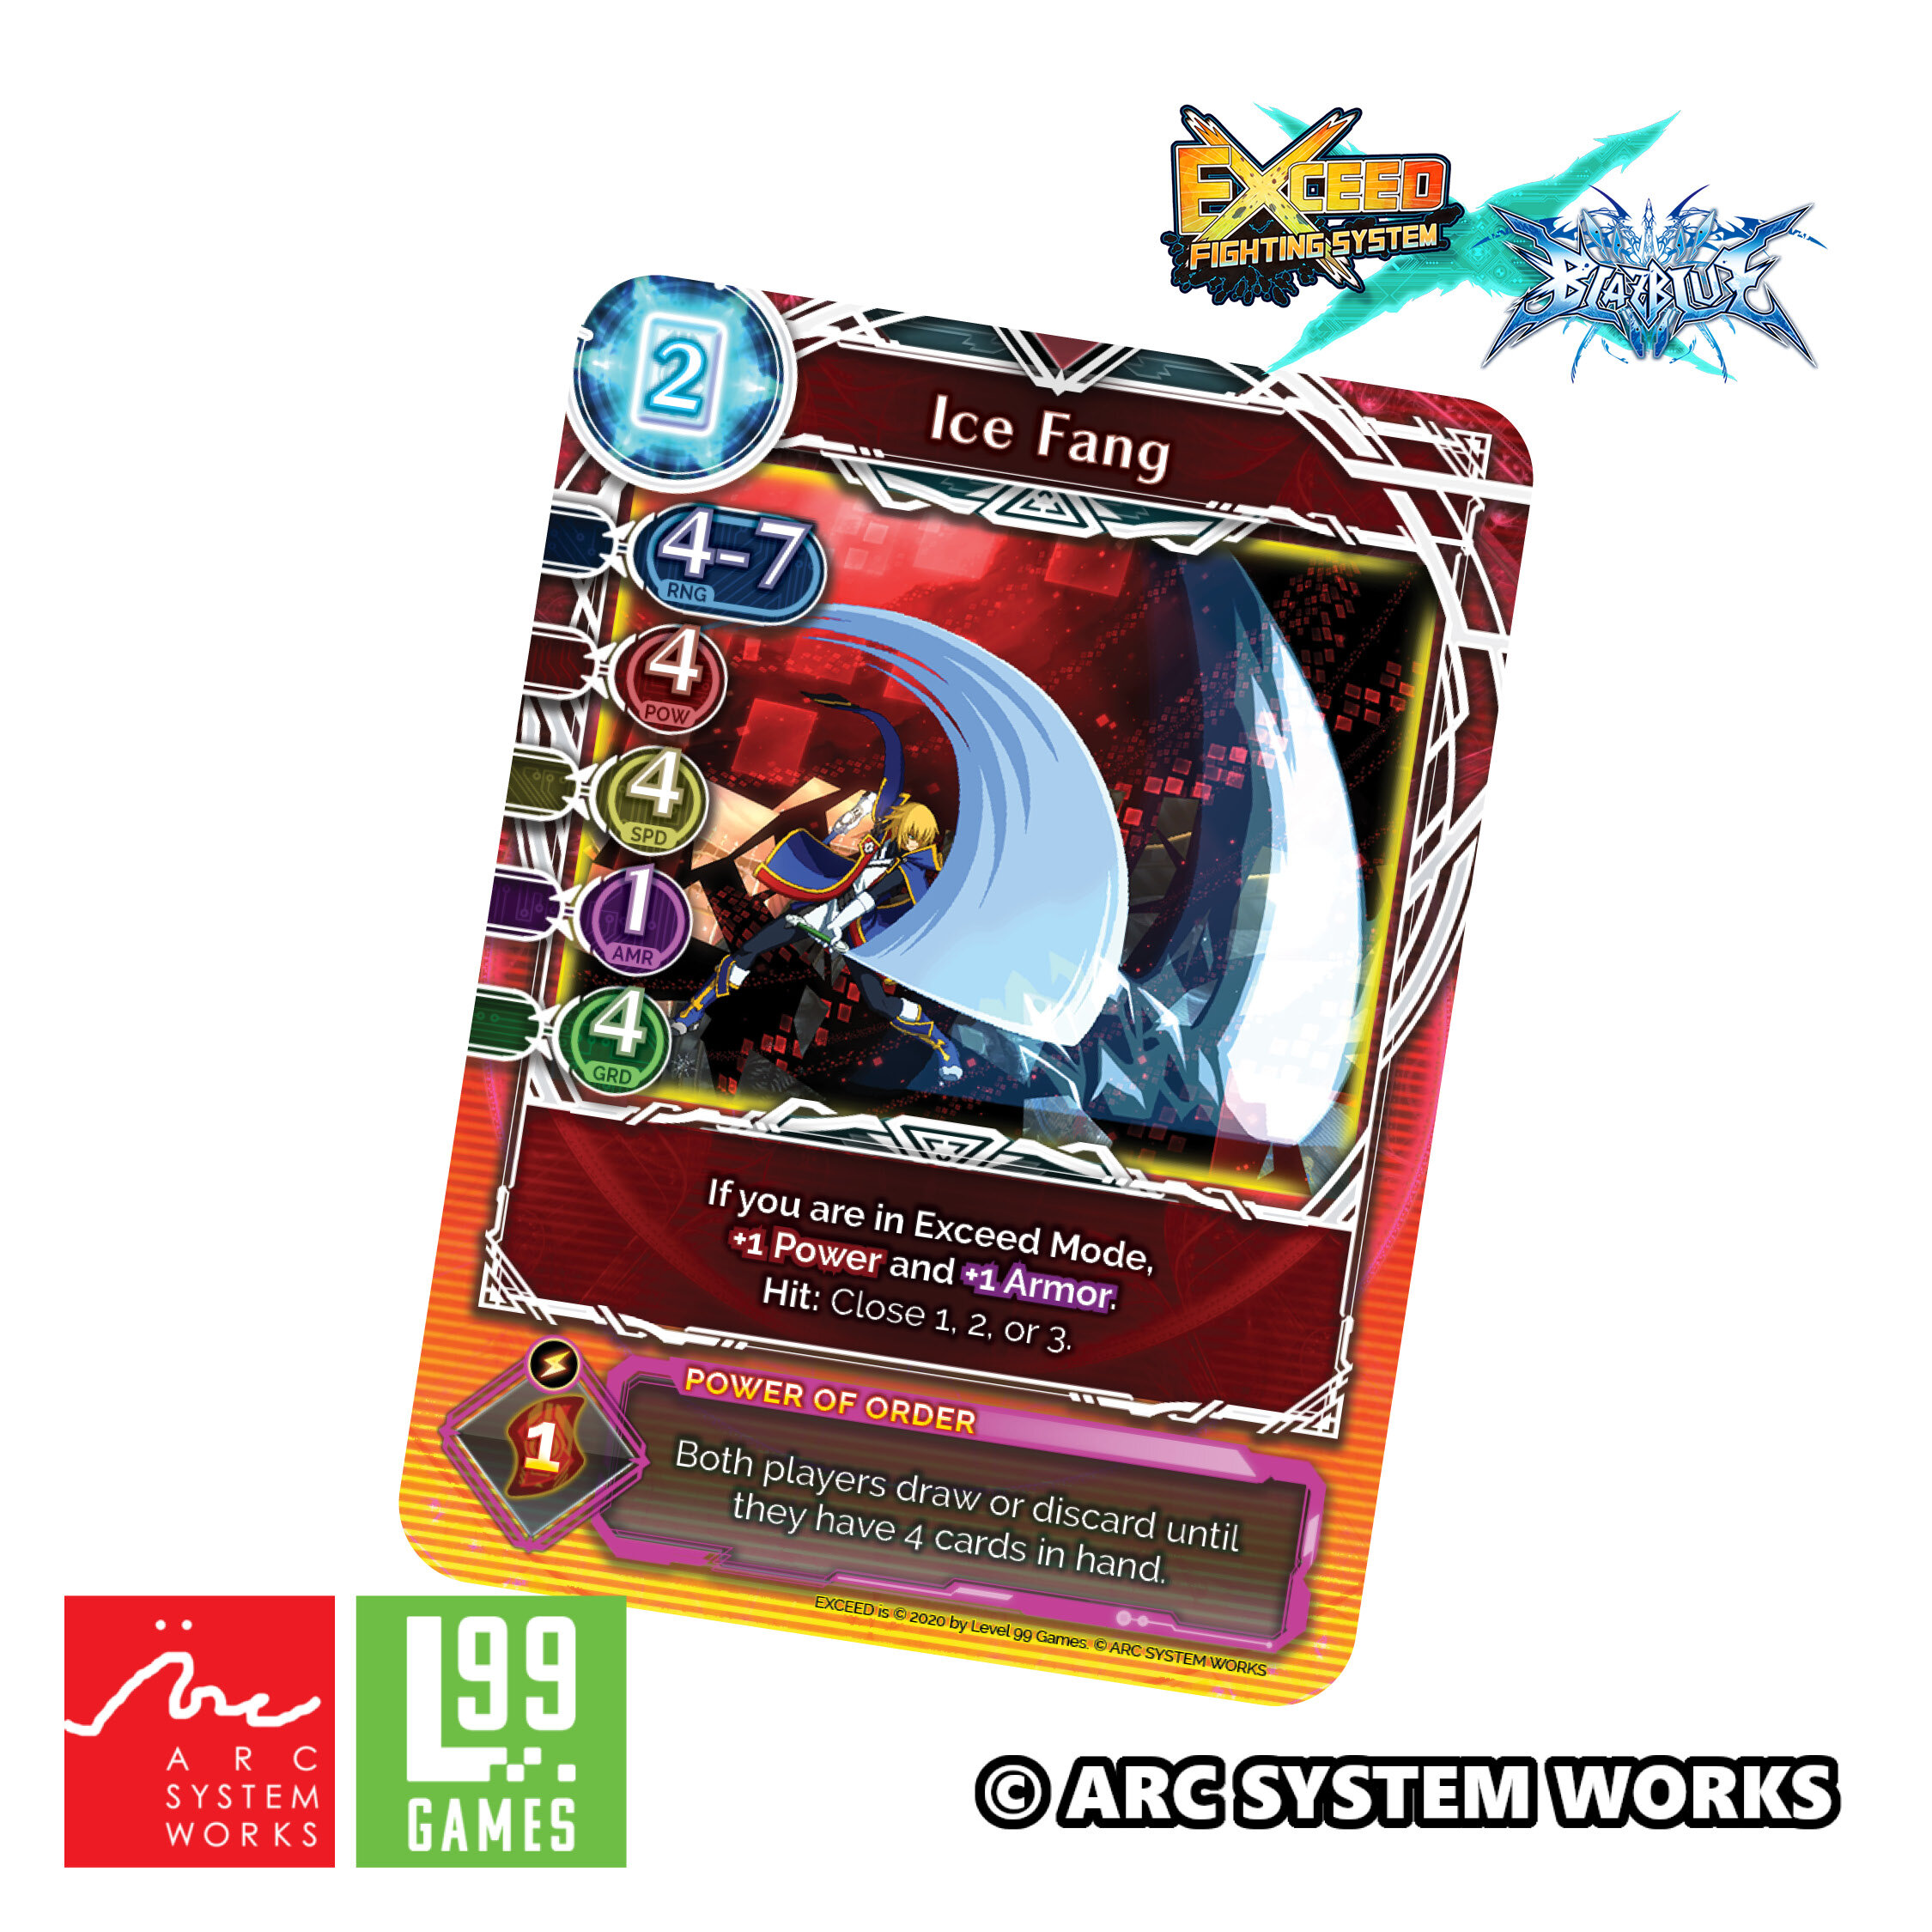 EXCEED
FIGHTING SYSTEM
BLAZBLUE
2
Ice Fang
4-7
RNG
4
POW
4
SPD
1
AMR
4
GRD
If you are in Exceed Mode,
+1 Power and +1 Armor.
Hit: Close 1, 2, or 3.
1
POWER OF ORDER
Both players draw or discard until
they have 4 cards in hand.
EXCEED is © 2020 by Level 99 Games. © ARC SYSTEM WORKS
Arc
ARC
SYSTEM
WORKS
L99
GAMES
© ARC SYSTEM WORKS